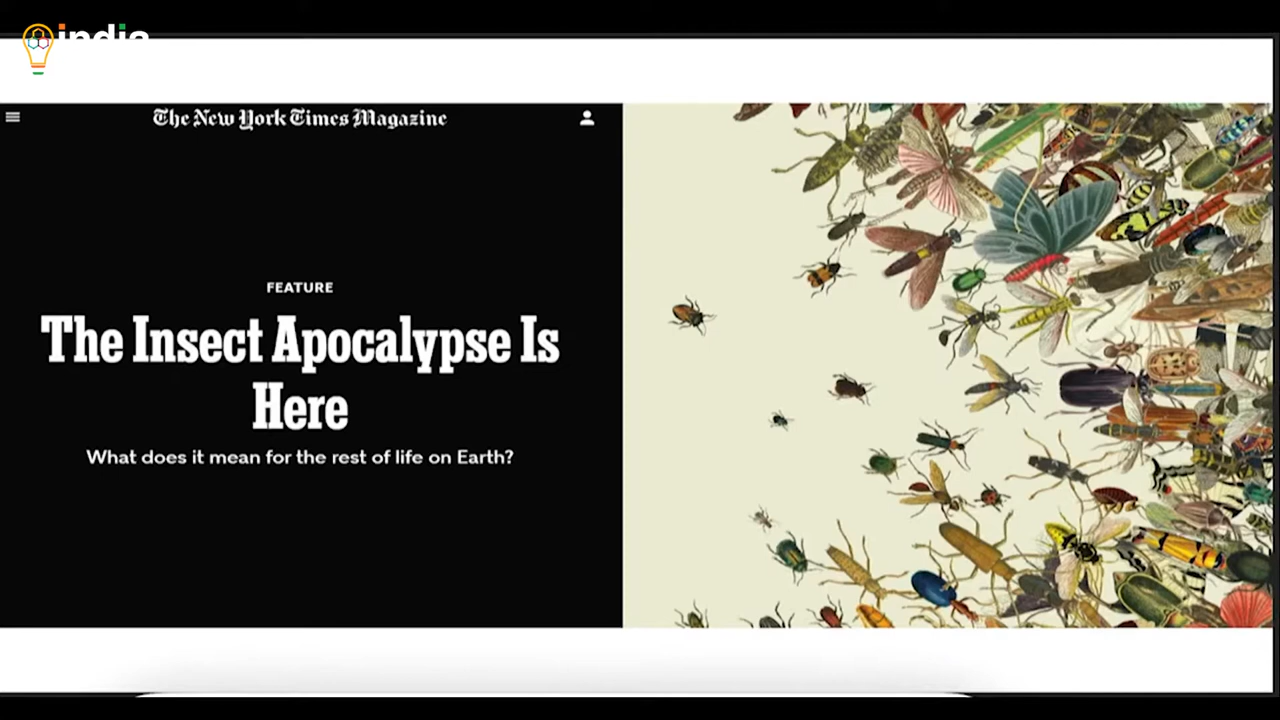 india
The New York Times Magazine
FEATURE
The Insect Apocalypse Is
Here
What does it mean for the rest of life on Earth?